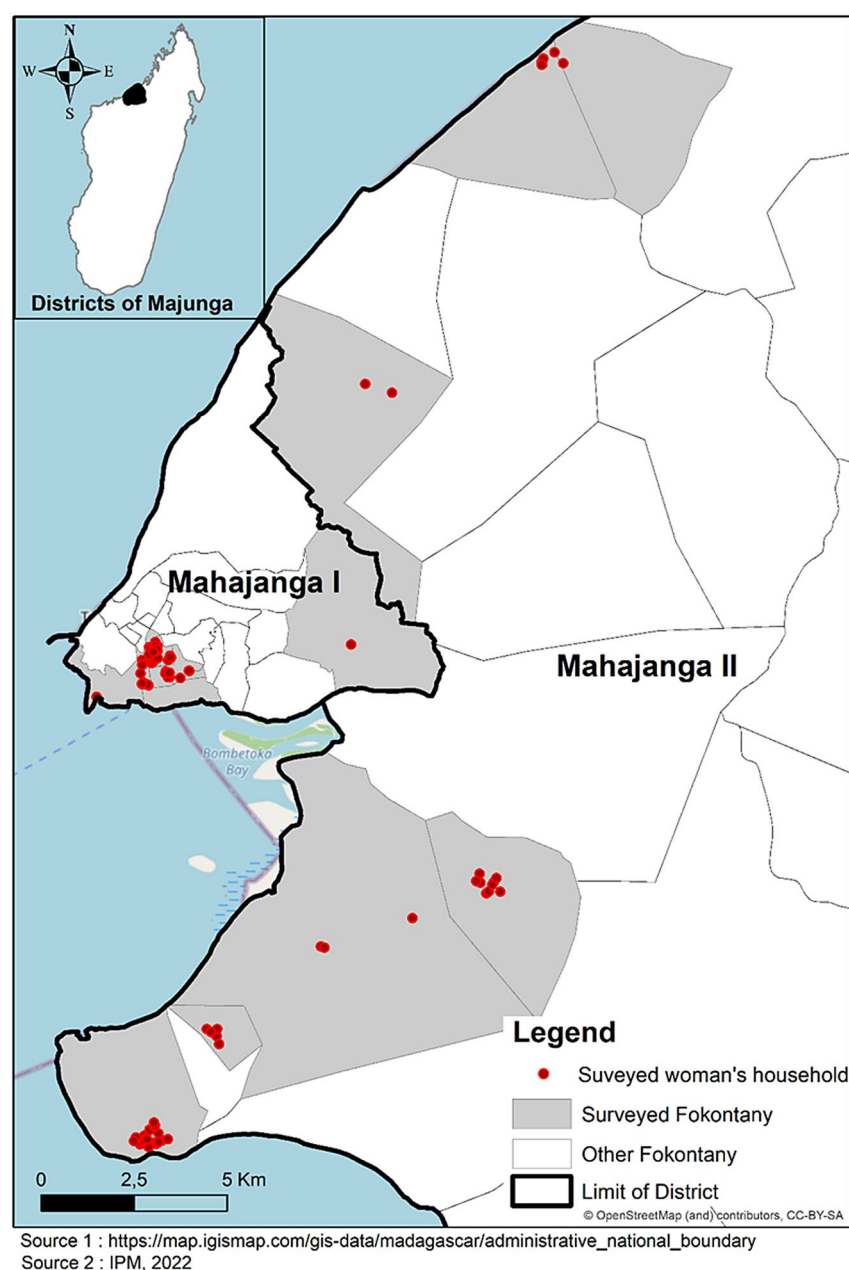 N
W E
S
Districts of Majunga
Mahajanga I
Mahajanga II
Bombetoka
Bay
Legend
Suveyed woman's household
Surveyed Fokontany
Other Fokontany
Limit of District
0 2,5 5 Km
© OpenStreetMap (and) contributors, CC-BY-SA
Source 1 : https://map.igismap.com/gis-data/madagascar/administrative_national_boundary
Source 2 : IPM, 2022